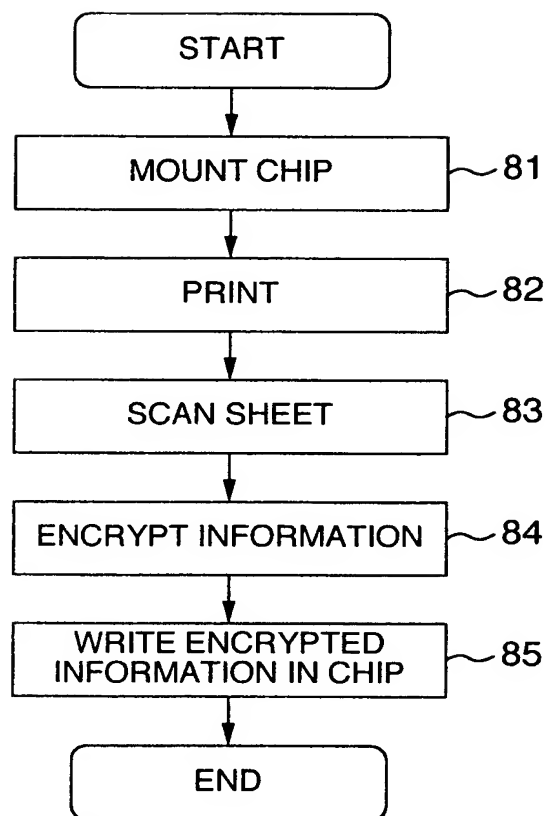 START
MOUNT CHIP
81
PRINT
82
SCAN SHEET
83
ENCRYPT INFORMATION
84
WRITE ENCRYPTED
INFORMATION IN CHIP
85
END